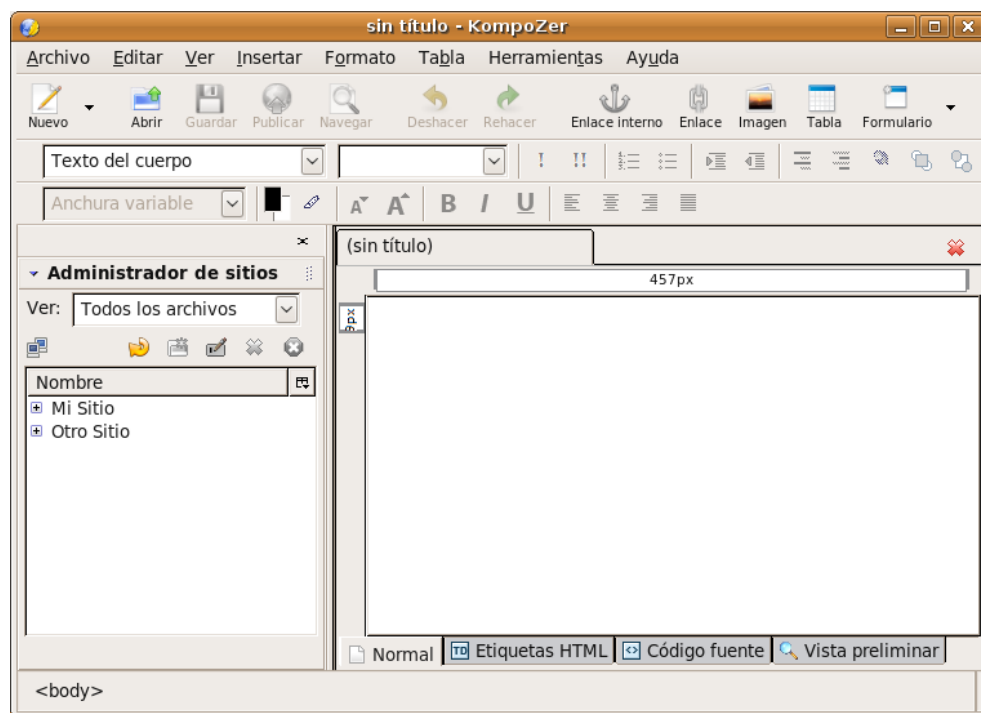 sin título - KompoZer
Archivo Editar Ver Insertar Formato Tabla Herramientas Ayuda
Nuevo Abrir Guardar Publicar Navegar Deshacer Rehacer Enlace interno Enlace Imagen Tabla Formulario
Texto del cuerpo
Anchura variable A A B I U
(sin título)
Administrador de sitios
457px
Ver: Todos los archivos
px
Nombre
Mi Sitio
Otro Sitio
Normal TD Etiquetas HTML Código fuente Vista preliminar
<body>